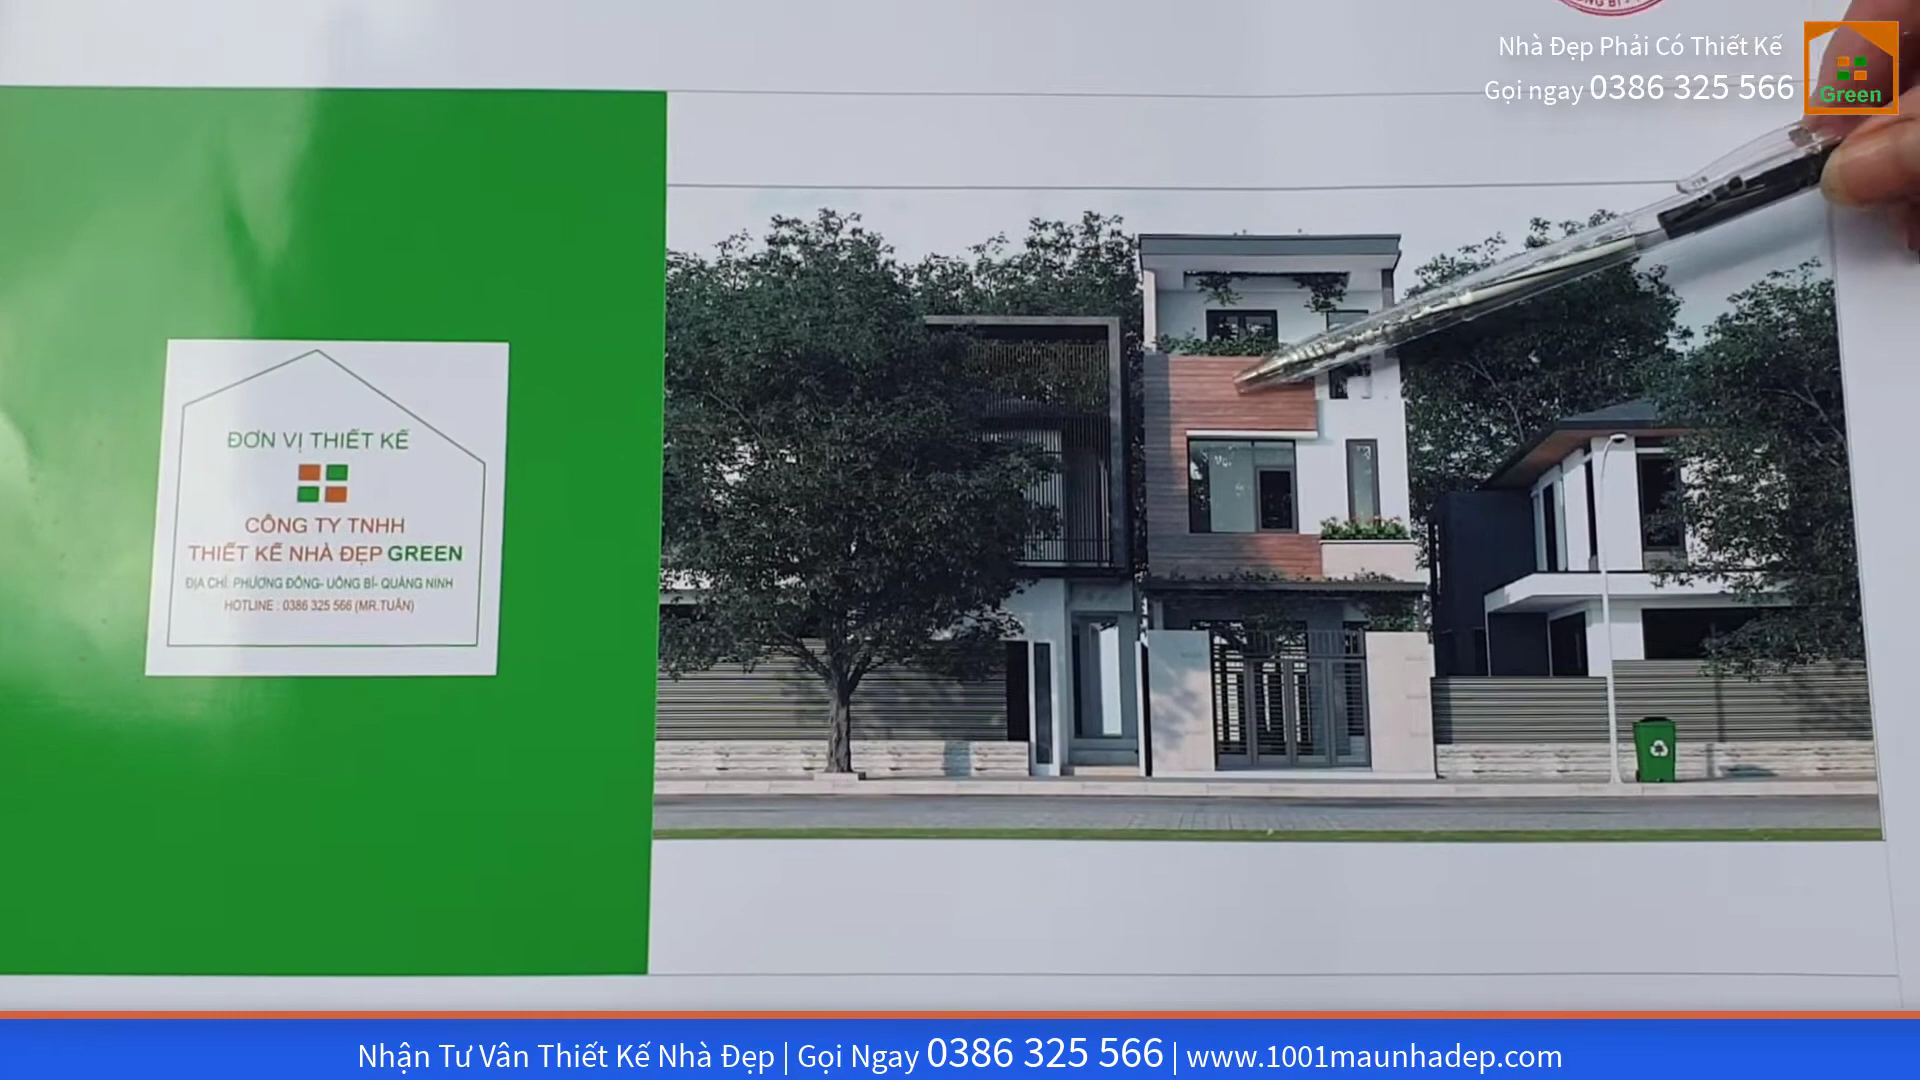 Nhà Đẹp Phải Có Thiết Kế
Gọi ngay 0386 325 566
Green
ĐƠN VỊ THIẾT KẾ
CÔNG TY TNHH
THIẾT KẾ NHÀ ĐẸP GREEN
ĐỊA CHỈ: PHƯƠNG ĐÔNG- UÔNG BÍ- QUẢNG NINH
HOTLINE : 0386 325 566 (MR.TUÂN)
Nhận Tư Vân Thiết Kế Nhà Đẹp | Gọi Ngay 0386 325 566 | www.1001maunhadep.com